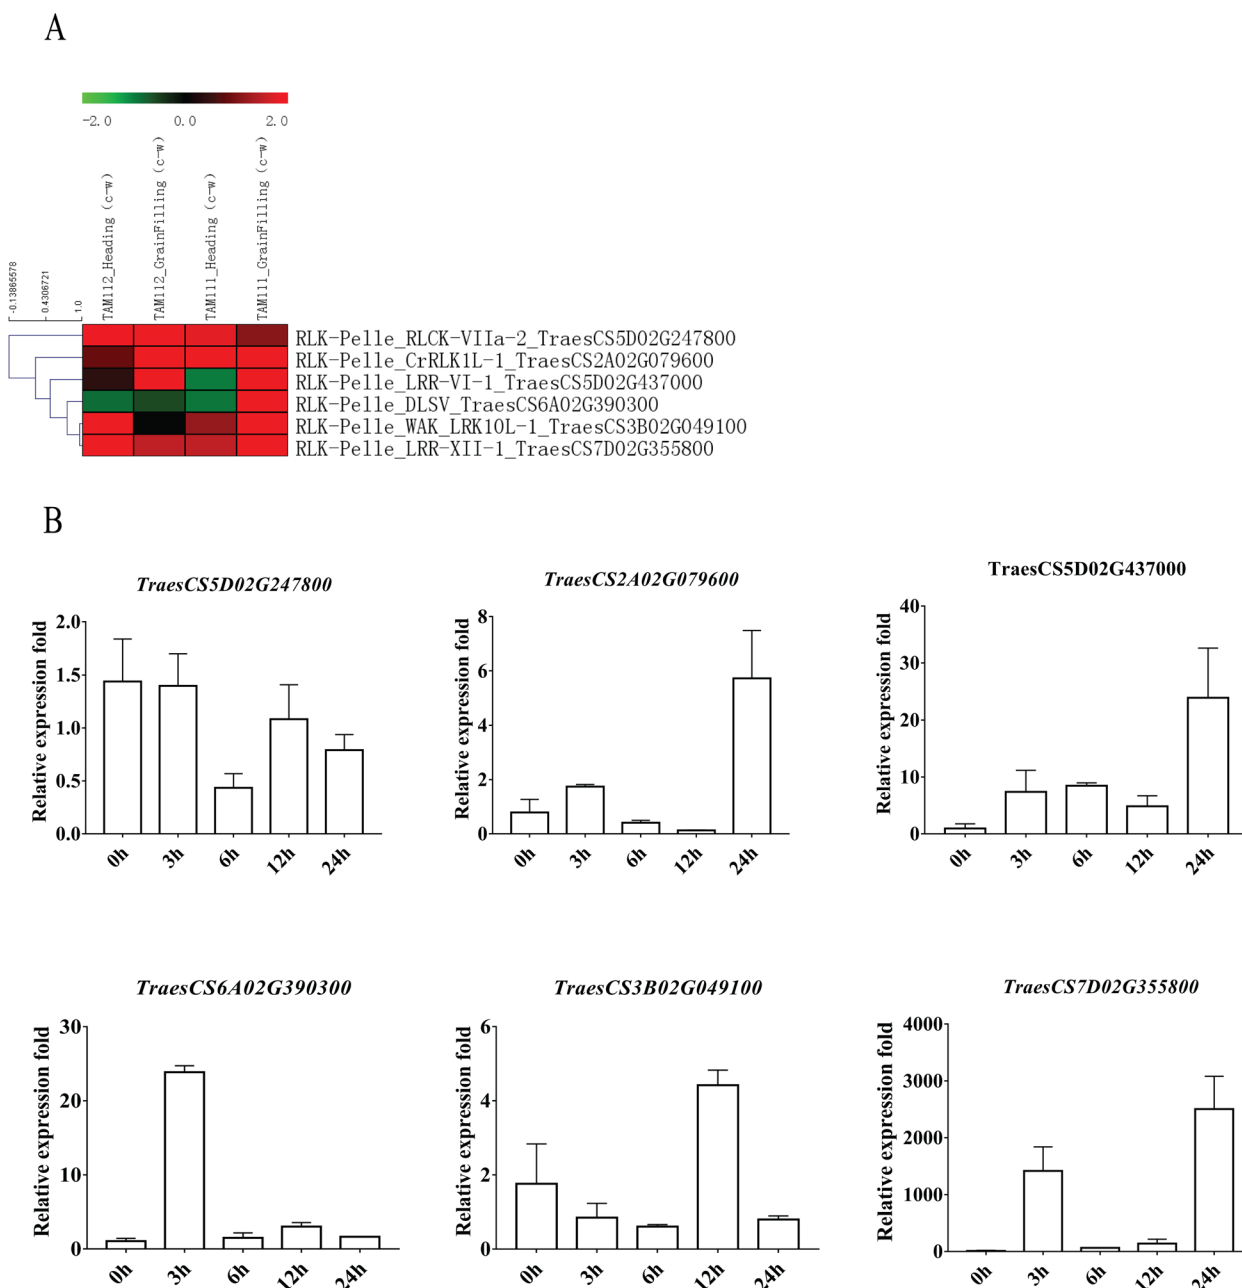 A
-2.0 0.0 2.0
TAM112_Heading (c-w)
TAM112_GrainFilling (c-w)
TAM111_Heading (c-w)
TAM111_GrainFilling (c-w)
-0.13865578
0.4306721
1.0
RLK-Pelle_RLCK-VIIa-2_TraesCS5D02G247800
RLK-Pelle_CrRLK1L-1_TraesCS2A02G079600
RLK-Pelle_LRR-VI-1_TraesCS5D02G437000
RLK-Pelle_DLSV_TraesCS6A02G390300
RLK-Pelle_WAK_LRK10L-1_TraesCS3B02G049100
RLK-Pelle_LRR-XII-1_TraesCS7D02G355800
B
TraesCS5D02G247800
Relative expression fold
2.0
1.5
1.0
0.5
0.0
0h 3h 6h 12h 24h
TraesCS2A02G079600
Relative expression fold
8
6
4
2
0
0h 3h 6h 12h 24h
TraesCS5D02G437000
Relative expression fold
40
30
20
10
0
0h 3h 6h 12h 24h
TraesCS6A02G390300
Relative expression fold
30
20
10
0
0h 3h 6h 12h 24h
TraesCS3B02G049100
Relative expression fold
6
4
2
0
0h 3h 6h 12h 24h
TraesCS7D02G355800
Relative expression fold
4000
3000
2000
1000
0
0h 3h 6h 12h 24h